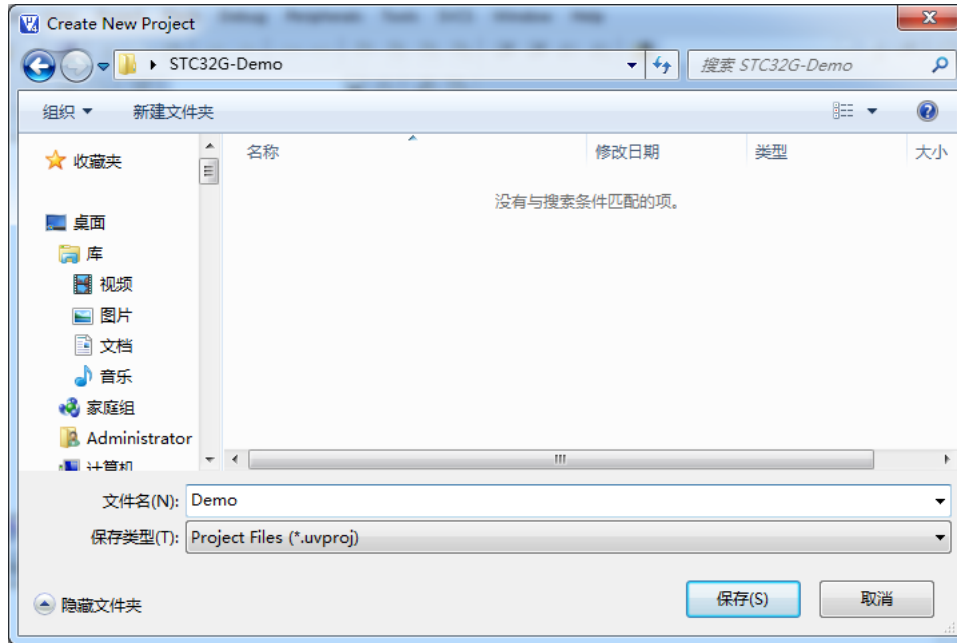 Create New Project
STC32G-Demo
搜索 STC32G-Demo
组织
新建文件夹
收藏夹
桌面
库
视频
图片
文档
音乐
家庭组
Administrator
计算机
名称
修改日期
类型
大小
没有与搜索条件匹配的项。
文件名(N): Demo
保存类型(T): Project Files (*.uvproj)
隐藏文件夹
保存(S)
取消